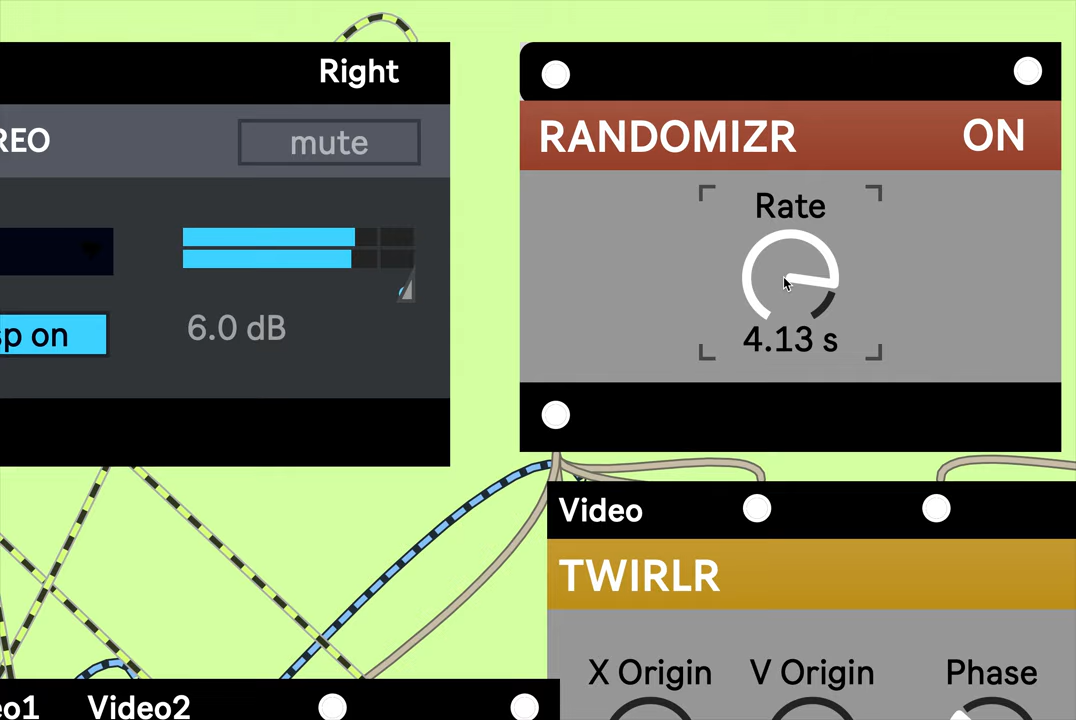 Right
REO
mute
sp on
6.0 dB
RANDOMIZR ON
Rate
4.13 s
Video
TWIRLR
X Origin V Origin Phase
eo1 Video2